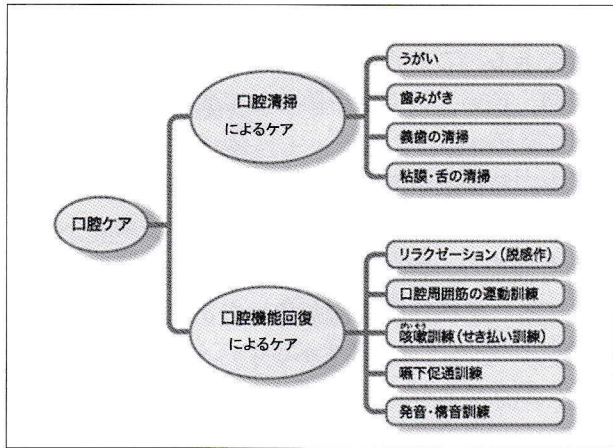 口腔ケア
口腔清掃
によるケア
うがい
歯みがき
義歯の清掃
粘膜・舌の清掃
口腔機能回復
によるケア
リラクゼーション(脱感作)
口腔周囲筋の運動訓練
がいそう
咳嗽訓練(せき払い訓練)
嚥下促通訓練
発音・構音訓練